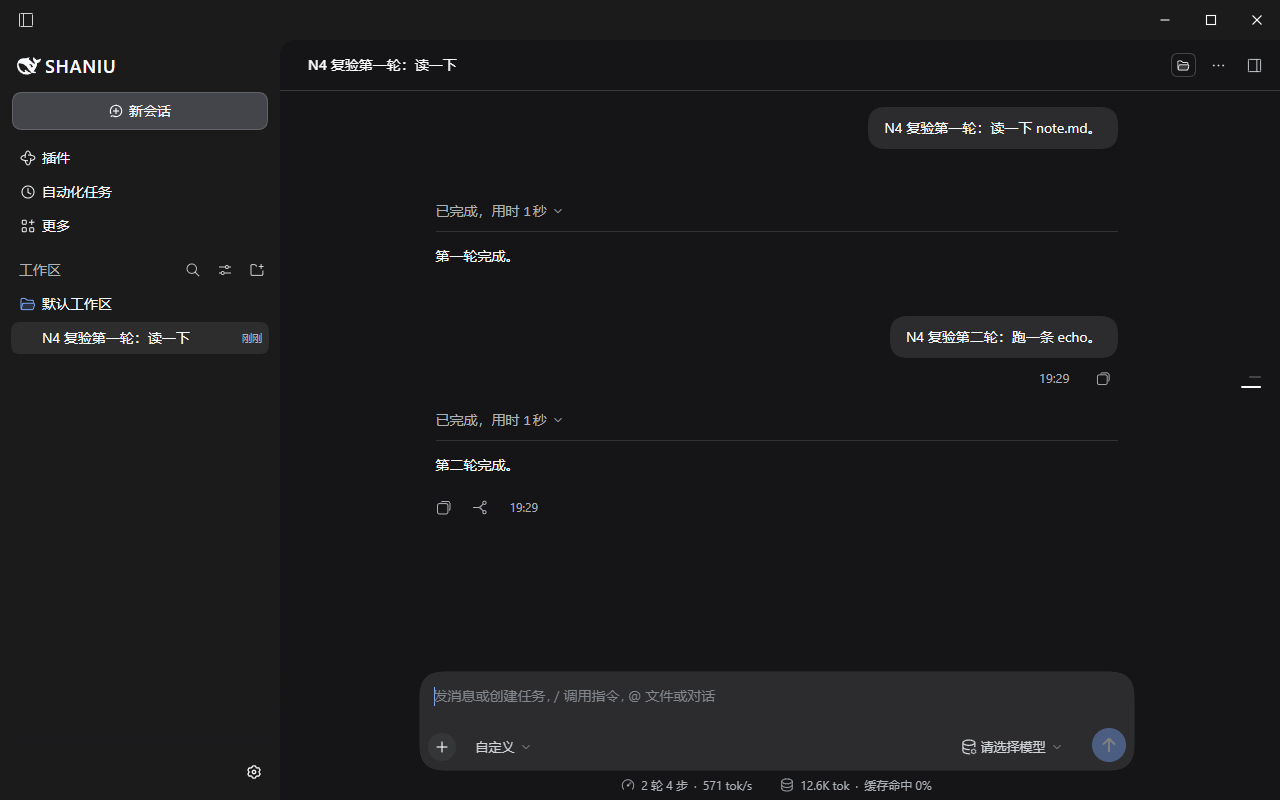 SHANIU
新会话
插件
自动化任务
更多
工作区
默认工作区
N4 复验第一轮：读一下 刚刚
N4 复验第一轮：读一下
N4 复验第一轮：读一下 note.md。
已完成，用时 1 秒
第一轮完成。
N4 复验第二轮：跑一条 echo。
19:29
已完成，用时 1 秒
第二轮完成。
19:29
发消息或创建任务, / 调用指令, @ 文件或对话
自定义 请选择模型
2 轮 4 步 · 571 tok/s 12.6K tok · 缓存命中 0%